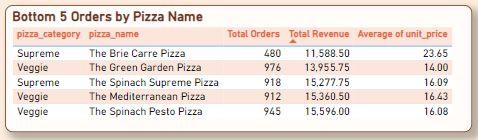 Bottom 5 Orders by Pizza Name
pizza_category pizza_name Total Orders Total Revenue Average of unit_price
Supreme The Brie Carre Pizza 480 11,588.50 23.65
Veggie The Green Garden Pizza 976 13,955.75 14.00
Supreme The Spinach Supreme Pizza 918 15,277.75 16.09
Veggie The Mediterranean Pizza 912 15,360.50 16.43
Veggie The Spinach Pesto Pizza 945 15,596.00 16.08